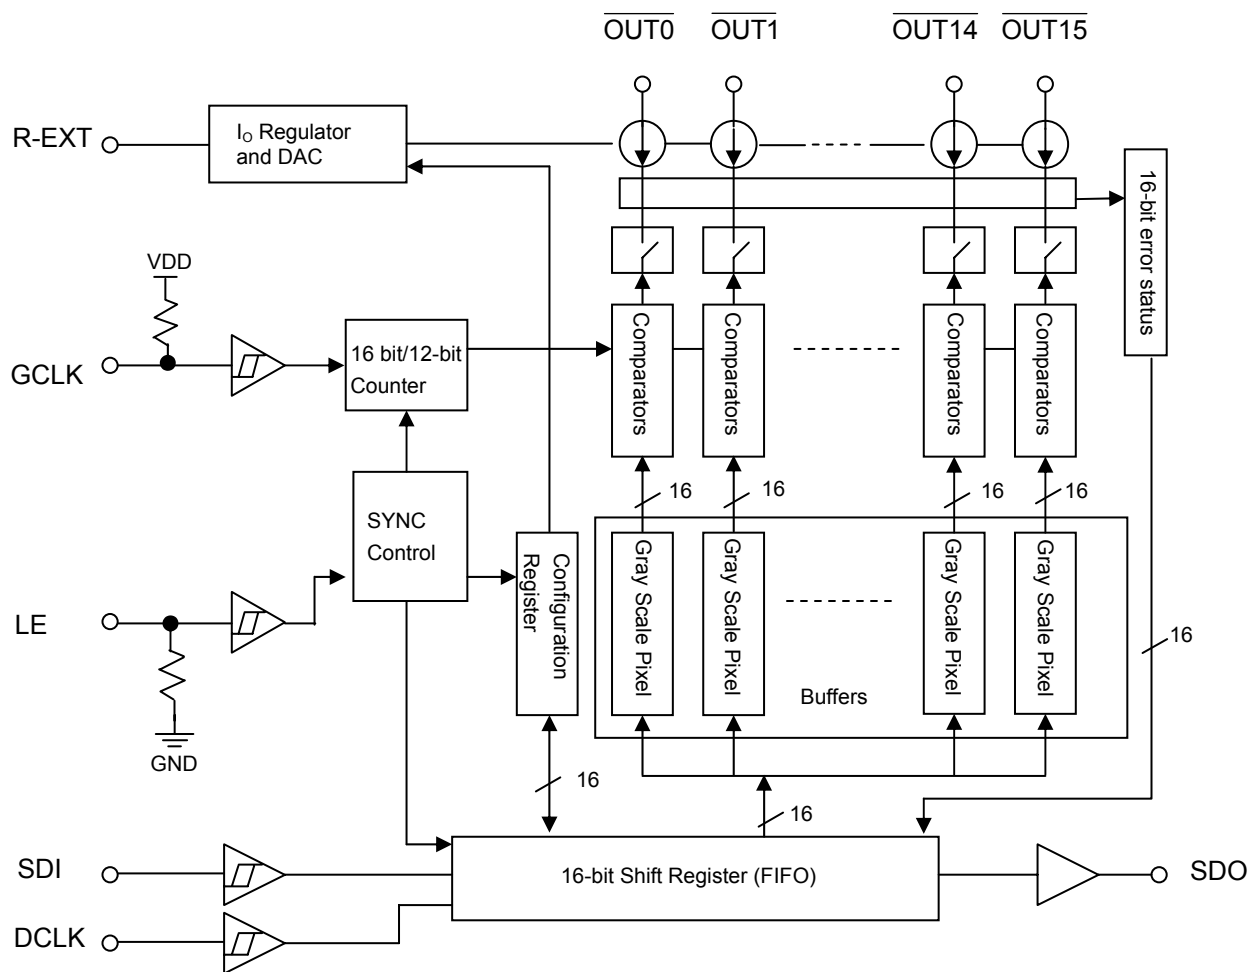 OUT0 OUT1 OUT14 OUT15
R-EXT
IO Regulator
and DAC
16-bit error status
VDD
GCLK
16 bit/12-bit
Counter
Comparators
Comparators
Comparators
Comparators
16 16 16 16
SYNC
Control
Configuration
Register
LE
GND
Gray Scale Pixel
Gray Scale Pixel
Gray Scale Pixel
Gray Scale Pixel
Buffers
16
16
16
SDI
16-bit Shift Register (FIFO)
SDO
DCLK